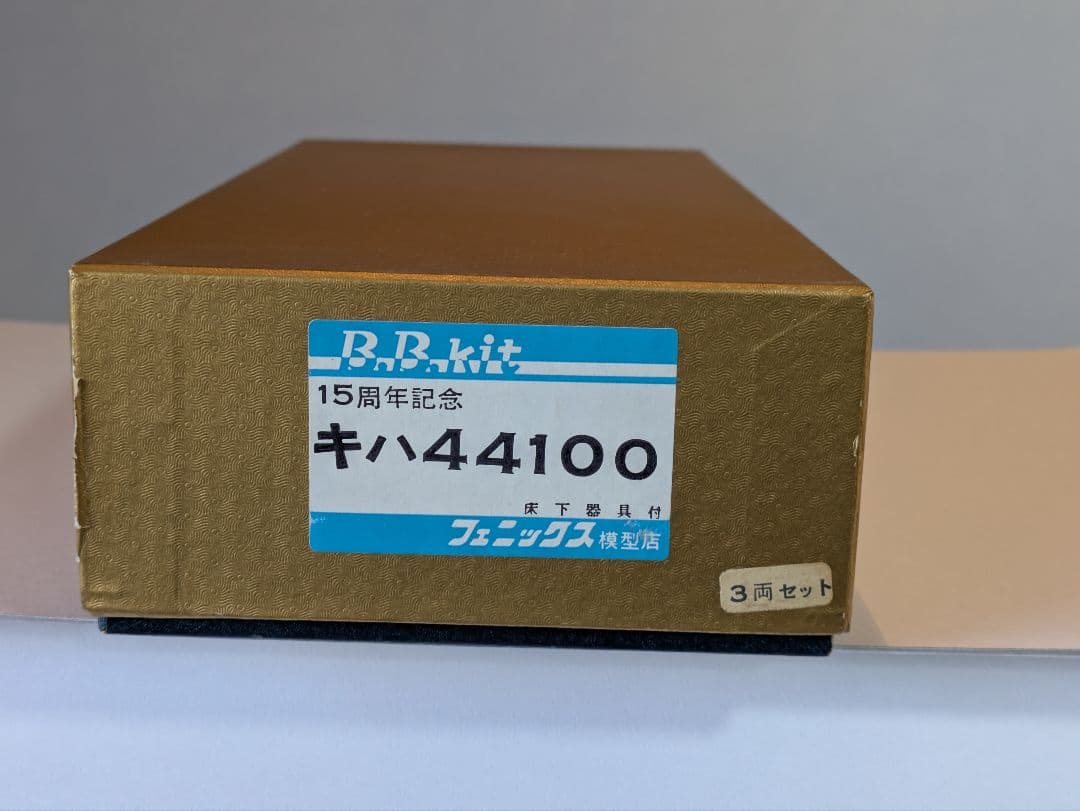 B.B.kit
15周年記念
キハ44100
床下器具付
フェニックス模型店
3両セット